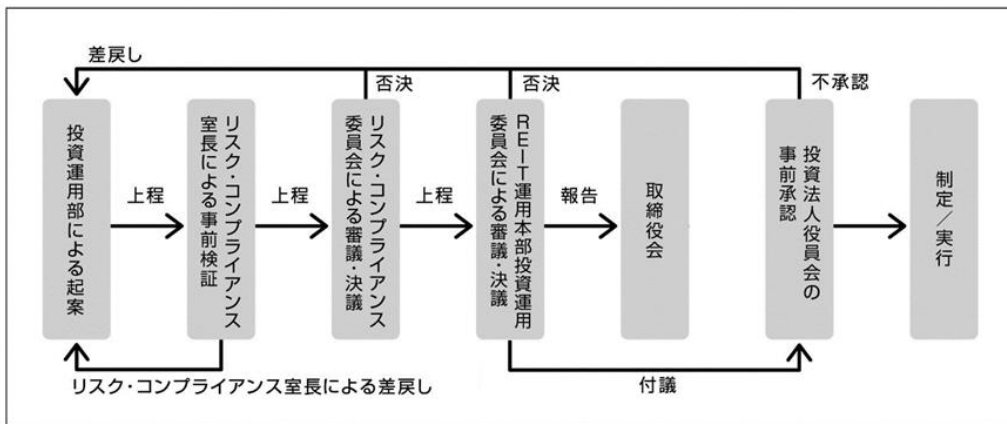 差戻し
否決
否決
不承認
投資運用部による起案
上程
リスク・コンプライアンス
室長による事前検証
上程
リスク・コンプライアンス
委員会による審議・決議
上程
REIT運用本部投資運用
委員会による審議・決議
報告
取締役会
投資法人役員会の
事前承認
制定／実行
リスク・コンプライアンス室長による差戻し
付議